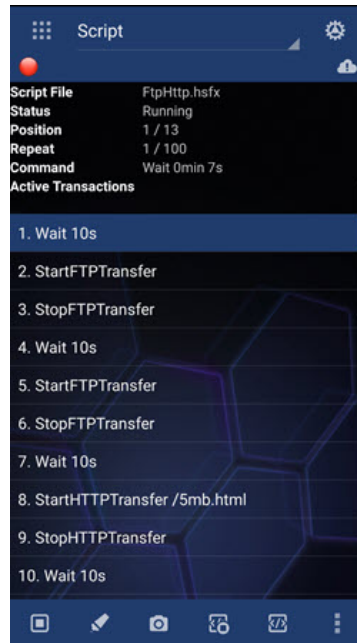 Script
Script File FtpHttp.hsfx
Status Running
Position 1 / 13
Repeat 1 / 100
Command Wait 0min 7s
Active Transactions
1. Wait 10s
2. StartFTPTransfer
3. StopFTPTransfer
4. Wait 10s
5. StartFTPTransfer
6. StopFTPTransfer
7. Wait 10s
8. StartHTTPTransfer /5mb.html
9. StopHTTPTransfer
10. Wait 10s